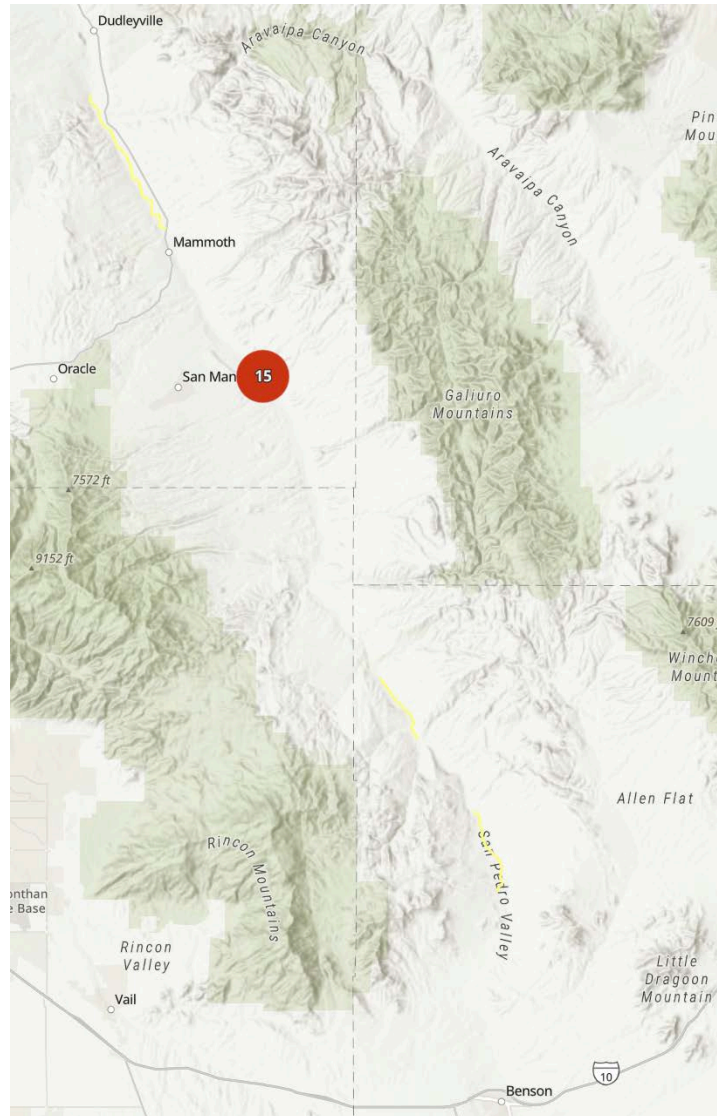 Dudleyville
Aravaipa Canyon
Pin
Mou
Aravaipa Canyon
Mammoth
Oracle
San Man
15
Galiuro
Mountains
7572 ft
9152 ft
7609
Winche
Mount
Allen Flat
San Pedro Valley
Rincon Mountains
onthan
e Base
Rincon
Valley
Little
Dragoon
Mountain
Vail
10
Benson